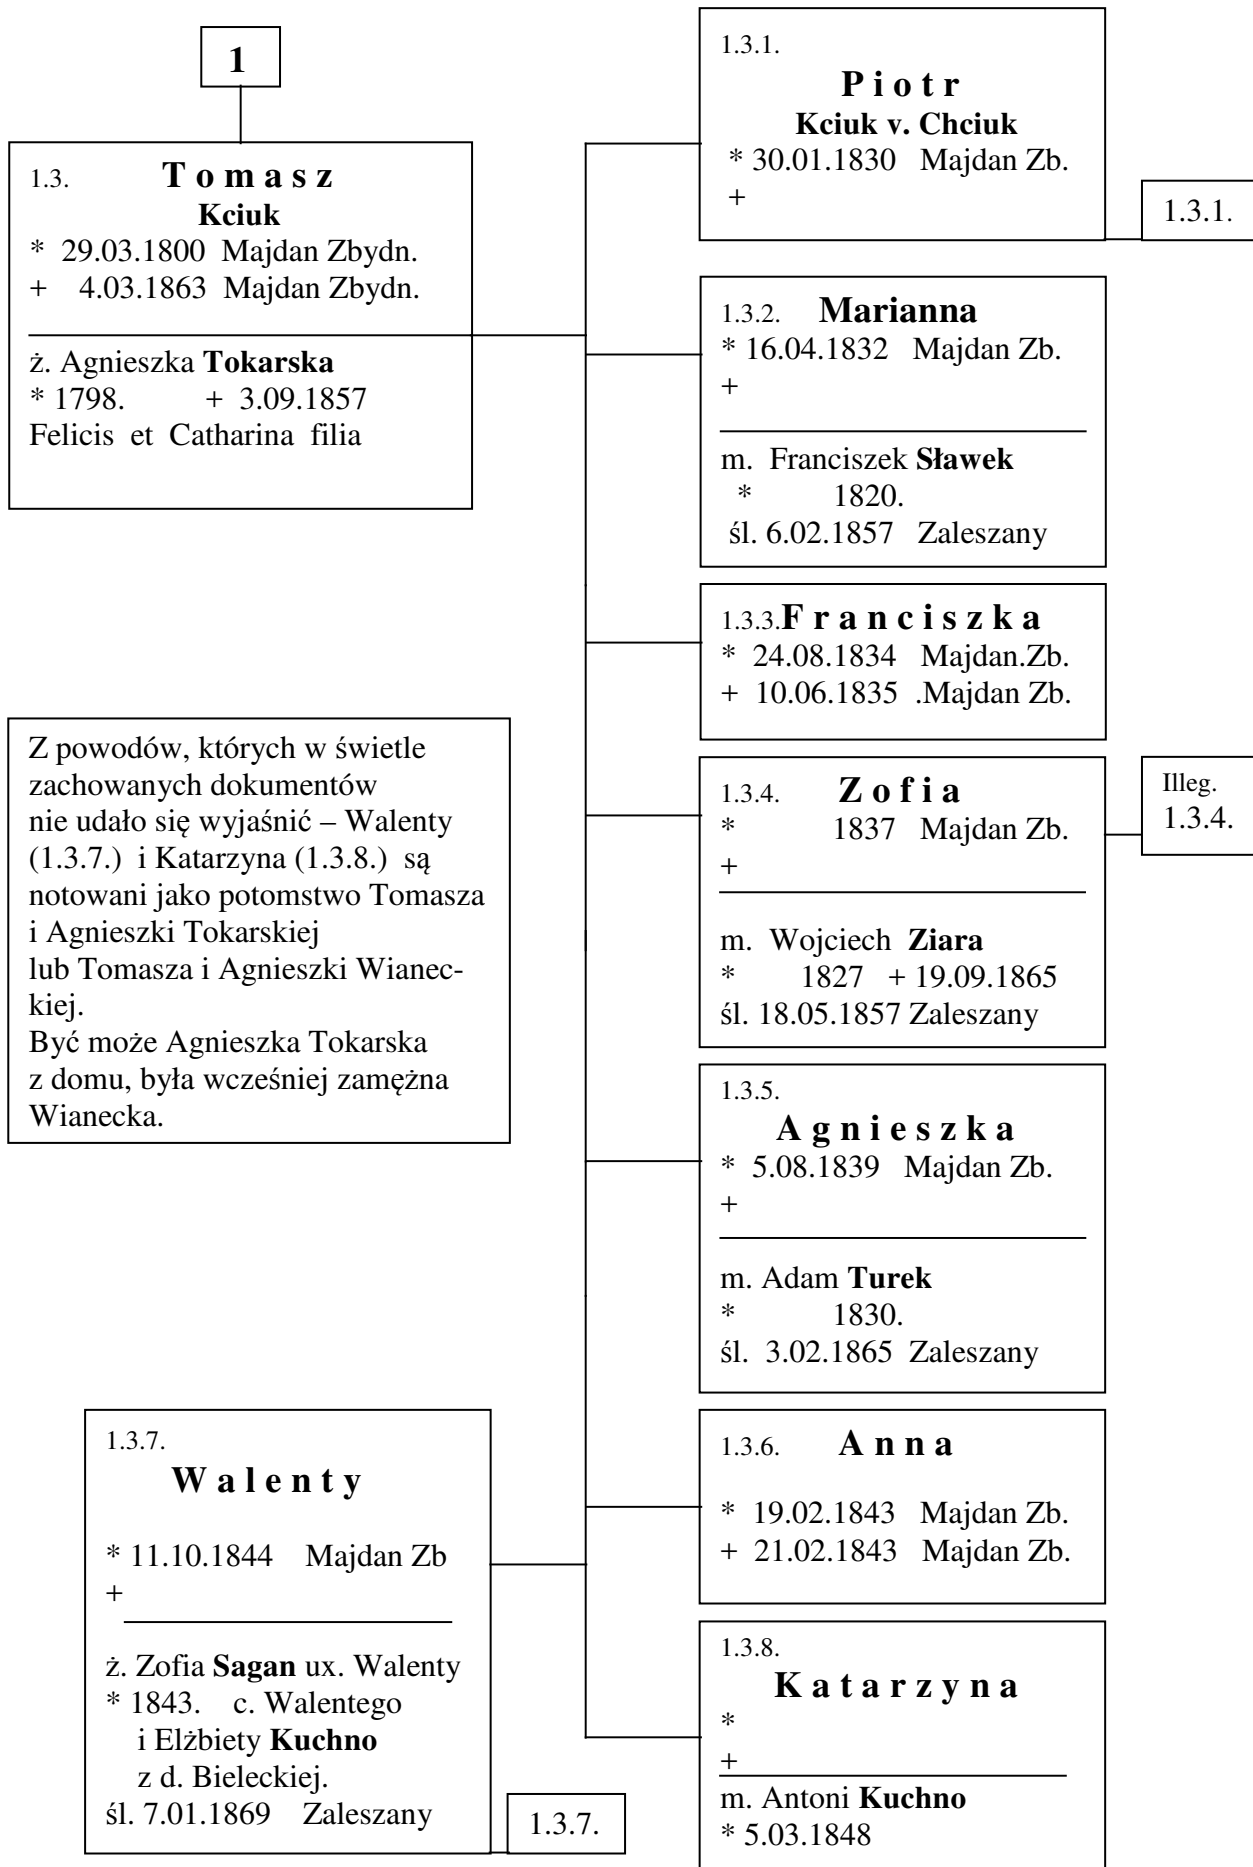 1
1.3. T o m a s z
Kciuk
* 29.03.1800 Majdan Zbydn.
+ 4.03.1863 Majdan Zbydn.
ż. Agnieszka Tokarska
* 1798. + 3.09.1857
Felicis et Catharina filia
1.3.1.
P i o t r
Kciuk v. Chciuk
* 30.01.1830 Majdan Zb.
+
1.3.1.
1.3.2. Marianna
* 16.04.1832 Majdan Zb.
+
m. Franciszek Sławek
* 1820.
śl. 6.02.1857 Zaleszany
1.3.3. F r a n c i s z k a
* 24.08.1834 Majdan.Zb.
+ 10.06.1835 .Majdan Zb.
Z powodów, których w świetle
zachowanych dokumentów
nie udało się wyjaśnić – Walenty
(1.3.7.) i Katarzyna (1.3.8.) są
notowani jako potomstwo Tomasza
i Agnieszki Tokarskiej
lub Tomasza i Agnieszki Wianec-
kiej.
Być może Agnieszka Tokarska
z domu, była wcześniej zamężna
Wianecka.
1.3.4. Z o f i a
* 1837 Majdan Zb.
+
m. Wojciech Ziara
* 1827 + 19.09.1865
śl. 18.05.1857 Zaleszany
Illeg.
1.3.4.
1.3.5.
A g n i e s z k a
* 5.08.1839 Majdan Zb.
+
m. Adam Turek
* 1830.
śl. 3.02.1865 Zaleszany
1.3.6. A n n a
* 19.02.1843 Majdan Zb.
+ 21.02.1843 Majdan Zb.
1.3.7.
W a l e n t y
* 11.10.1844 Majdan Zb
+
ż. Zofia Sagan ux. Walenty
* 1843. c. Walentego
i Elżbiety Kuchno
z d. Bieleckiej.
śl. 7.01.1869 Zaleszany
1.3.7.
1.3.8.
K a t a r z y n a
*
+
m. Antoni Kuchno
* 5.03.1848